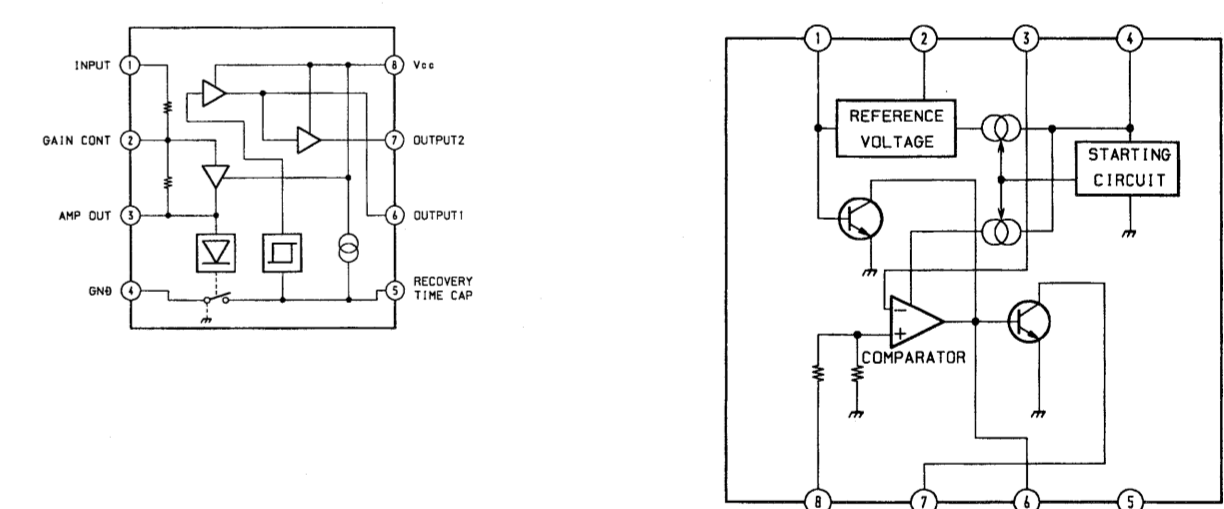 INPUT 1
8 Vcc
GAIN CONT 2
7 OUTPUT2
AMP OUT 3
6 OUTPUT1
GND 4
5 RECOVERY
TIME CAP
1 2 3 4
REFERENCE
VOLTAGE
STARTING
CIRCUIT
−
+
COMPARATOR
8 7 6 5